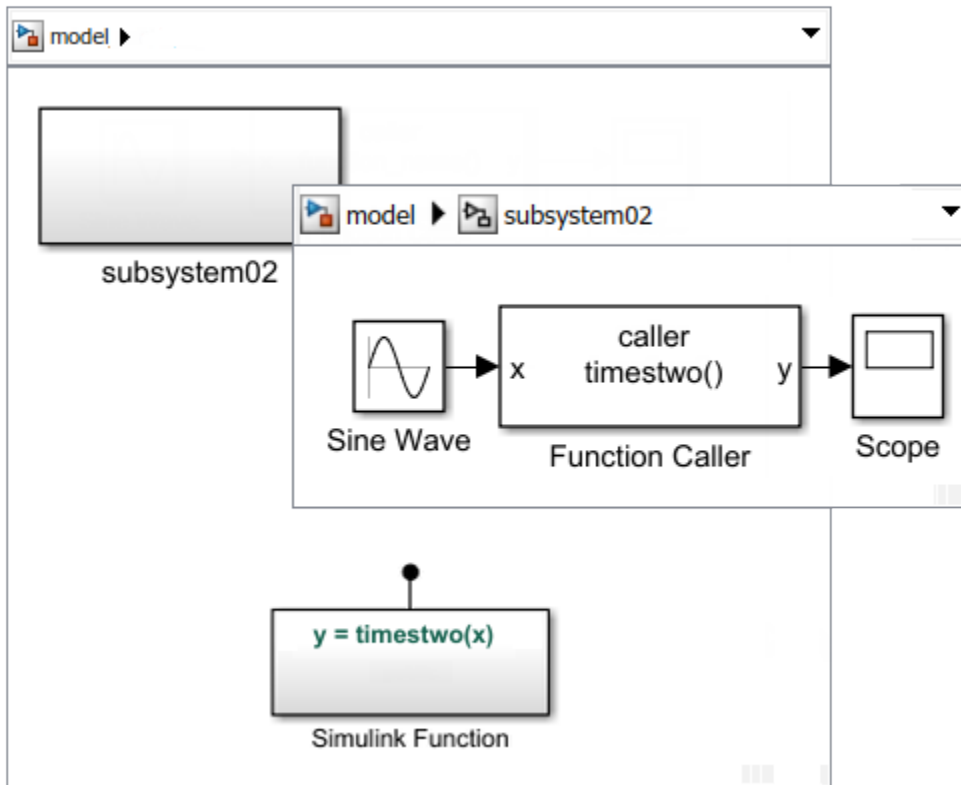 model
subsystem02
model subsystem02
caller
x timestwo() y
Sine Wave
Function Caller
Scope
y = timestwo(x)
Simulink Function